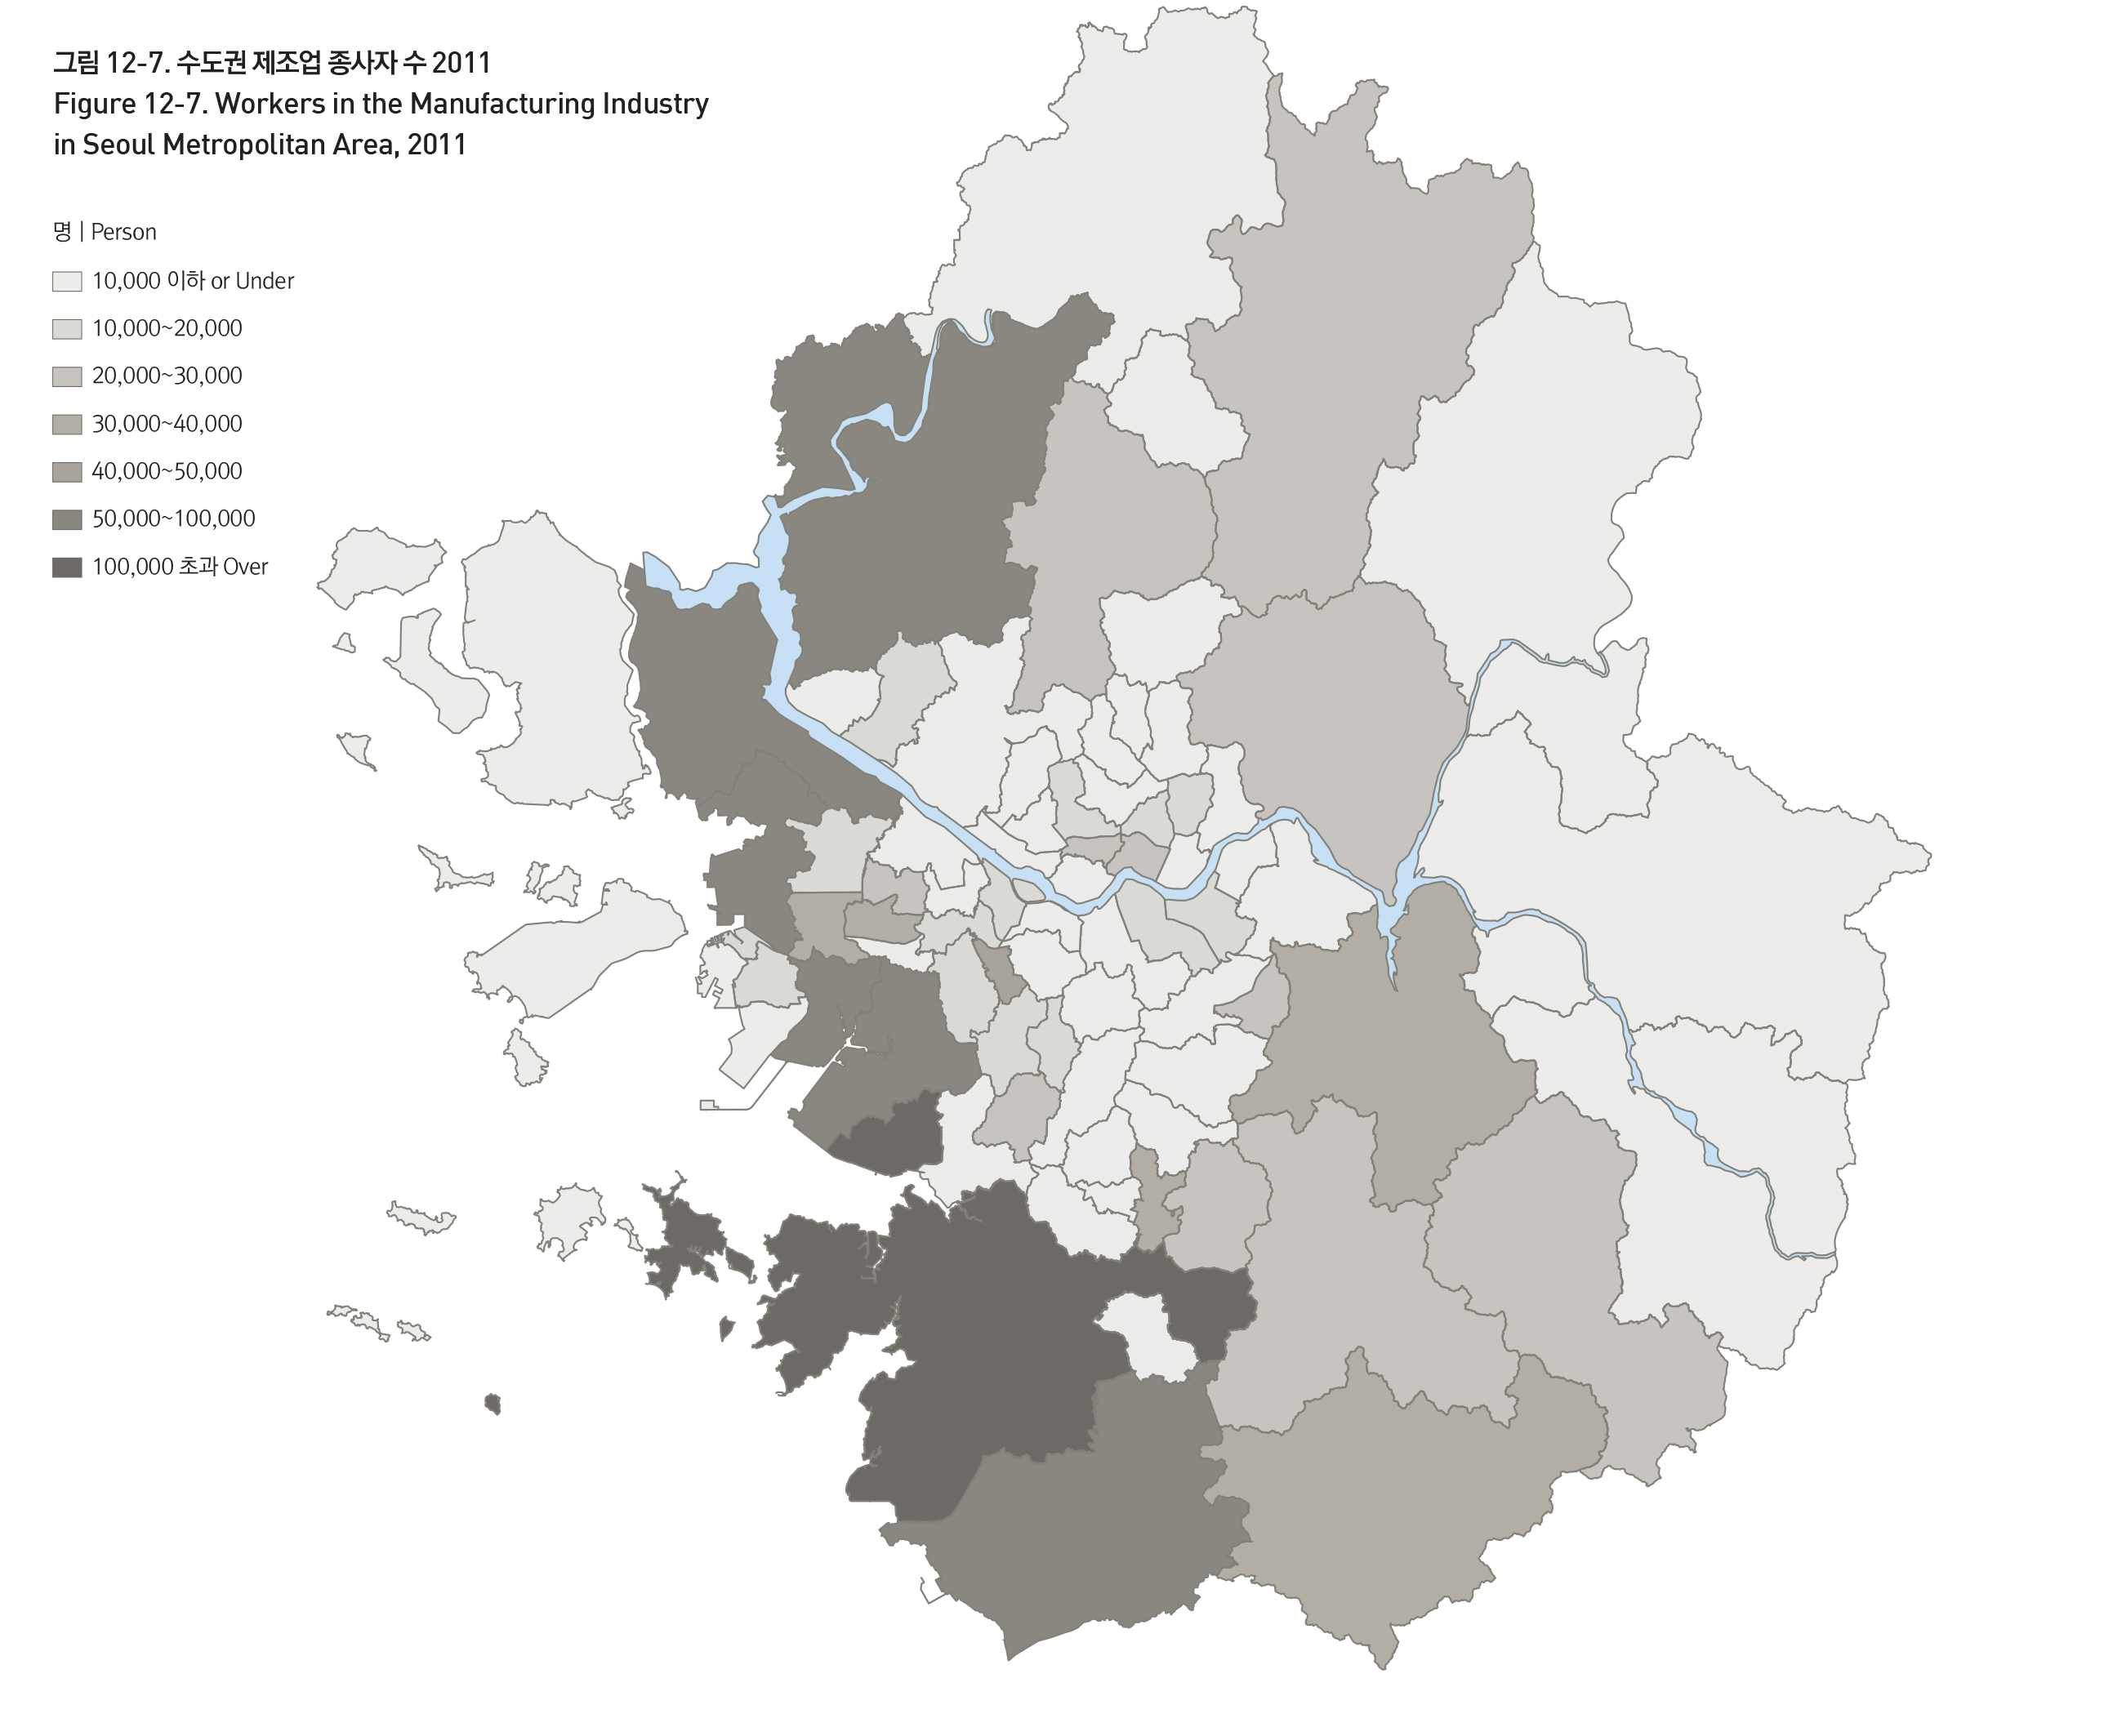 그림 12-7. 수도권 제조업 종사자 수 2011
Figure 12-7. Workers in the Manufacturing Industry
in Seoul Metropolitan Area, 2011
명 | Person
10,000 이하 or Under
10,000~20,000
20,000~30,000
30,000~40,000
40,000~50,000
50,000~100,000
100,000 초과 Over